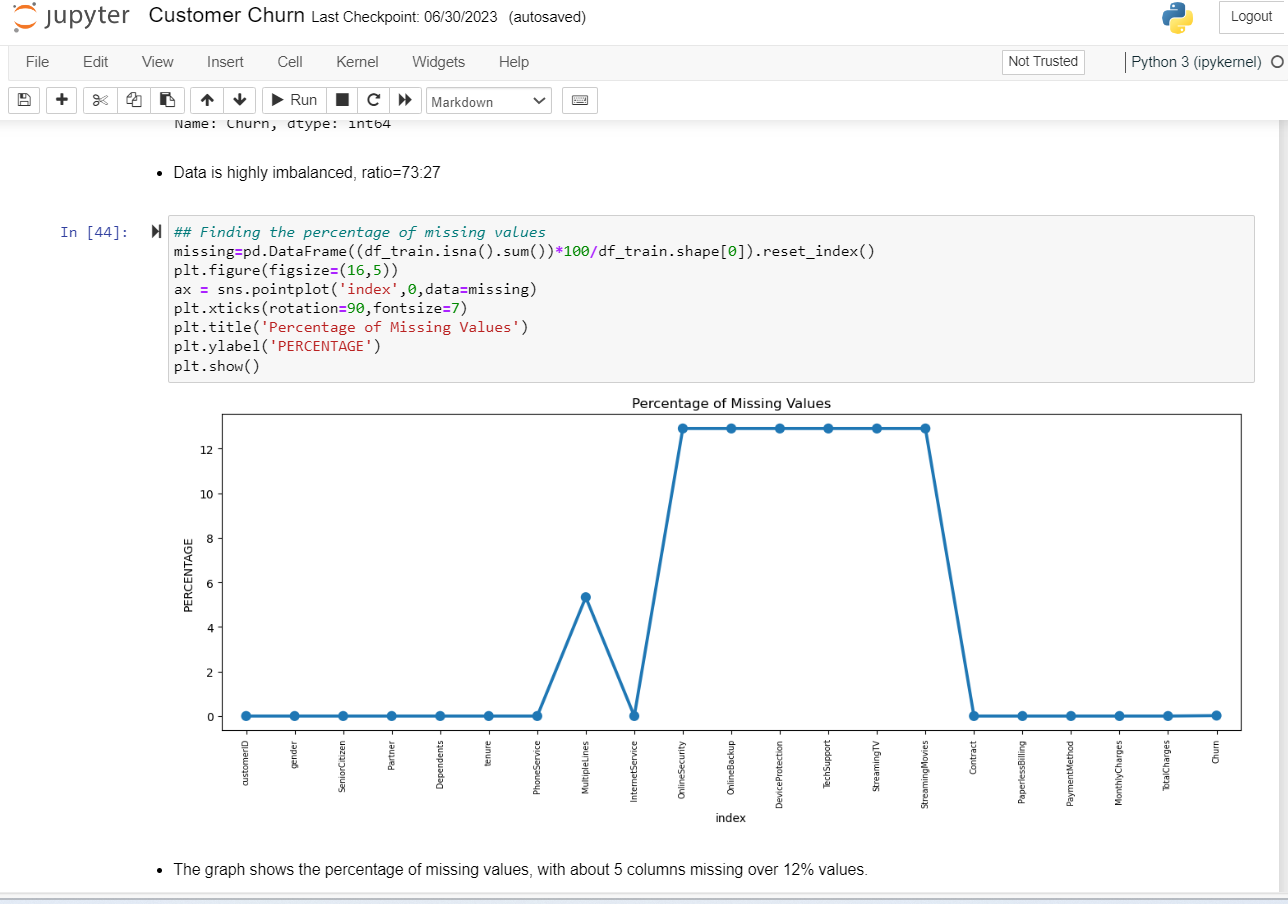 jupyter Customer Churn Last Checkpoint: 06/30/2023 (autosaved)
Logout
File Edit View Insert Cell Kernel Widgets Help
Not Trusted
Python 3 (ipykernel)
Run
Markdown
Name: Churn, dtype: int64
Data is highly imbalanced, ratio=73:27
In [44]:
## Finding the percentage of missing values
missing=pd.DataFrame((df_train.isna().sum())*100/df_train.shape[0]).reset_index()
plt.figure(figsize=(16,5))
ax = sns.pointplot('index',0,data=missing)
plt.xticks(rotation=90,fontsize=7)
plt.title('Percentage of Missing Values')
plt.ylabel('PERCENTAGE')
plt.show()
Percentage of Missing Values
12
10
8
6
4
2
0
PERCENTAGE
customerID
gender
SeniorCitizen
Partner
Dependents
tenure
PhoneService
MultipleLines
InternetService
OnlineSecurity
OnlineBackup
DeviceProtection
TechSupport
StreamingTV
StreamingMovies
Contract
PaperlessBilling
PaymentMethod
MonthlyCharges
TotalCharges
Churn
index
The graph shows the percentage of missing values, with about 5 columns missing over 12% values.